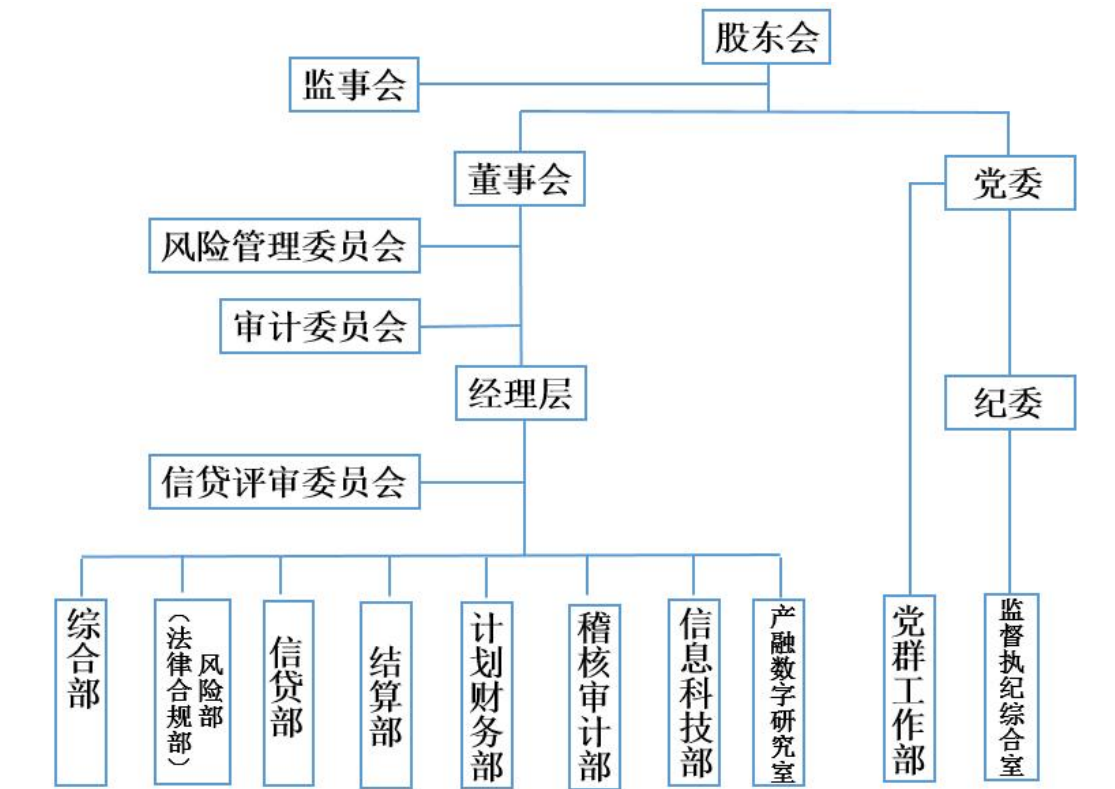 股东会
监事会
董事会
党委
风险管理委员会
审计委员会
经理层
纪委
信贷评审委员会
综合部
风险部
（法律合规部）
信贷部
结算部
计划财务部
稽核审计部
信息科技部
产融数字研究室
党群工作部
监督执纪综合室